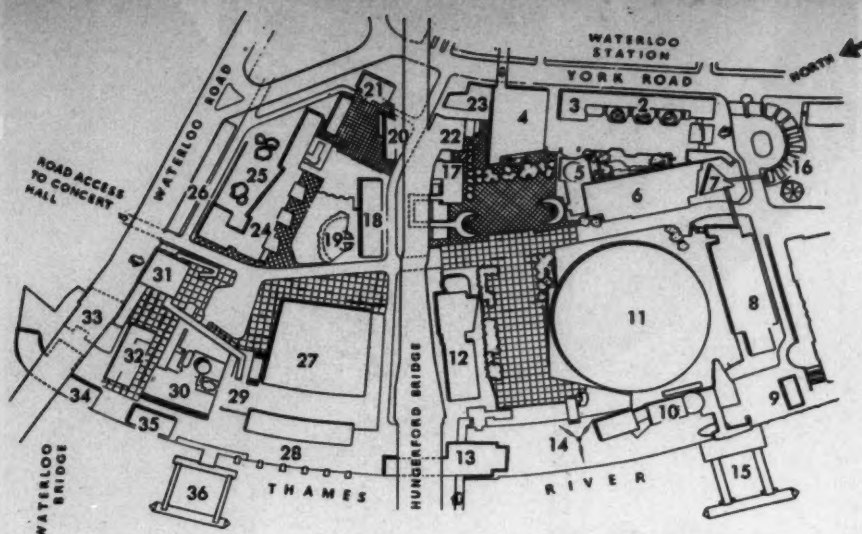 WATERLOO
STATION
YORK ROAD
NORTH
WATERLOO ROAD
ROAD ACCESS
TO CONCERT
HALL
21
23
4
3
2
20
22
26
25
17
5
16
7
6
18
24
19
31
33
8
11
32
27
12
30
29
34
9
35
10
28
14
13
36
15
THAMES
RIVER
HUNGERFORD BRIDGE
WATERLOO
BRIDGE